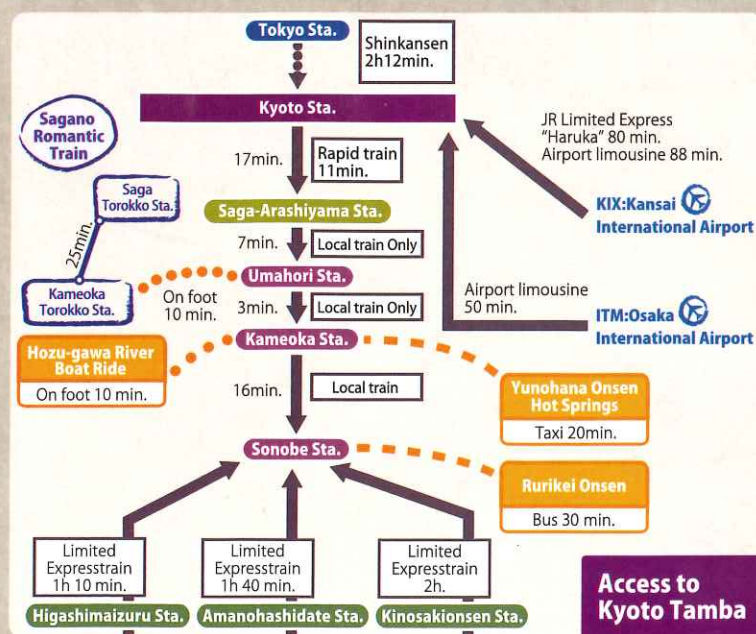 Tokyo Sta.
Shinkansen
2h12min.
Kyoto Sta.
Sagano
Romantic
Train
JR Limited Express
“Haruka” 80 min.
Airport limousine 88 min.
17min.
Rapid train
11min.
Saga
Torokko Sta.
25min.
Kameoka
Torokko Sta.
Saga-Arashiyama Sta.
KIX:Kansai
International Airport
7min.
Local train Only
Umahori Sta.
On foot
10 min.
3min.
Local train Only
Airport limousine
50 min.
ITM:Osaka
International Airport
Kameoka Sta.
Hozu-gawa River
Boat Ride
On foot 10 min.
16min.
Local train
Yunohana Onsen
Hot Springs
Taxi 20min.
Sonobe Sta.
Rurikei Onsen
Bus 30 min.
Limited
Expresstrain
1h 10 min.
Limited
Expresstrain
1h 40 min.
Limited
Expresstrain
2h.
Higashimaizuru Sta.
Amanohashidate Sta.
Kinosakionsen Sta.
Access to
Kyoto Tamba